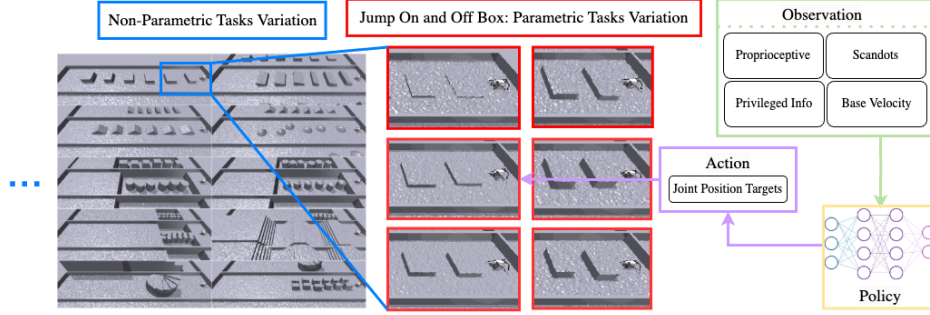 Non-Parametric Tasks Variation
Jump On and Off Box: Parametric Tasks Variation
Observation
Proprioceptive
Scandots
Privileged Info
Base Velocity
Action
Joint Position Targets
Policy